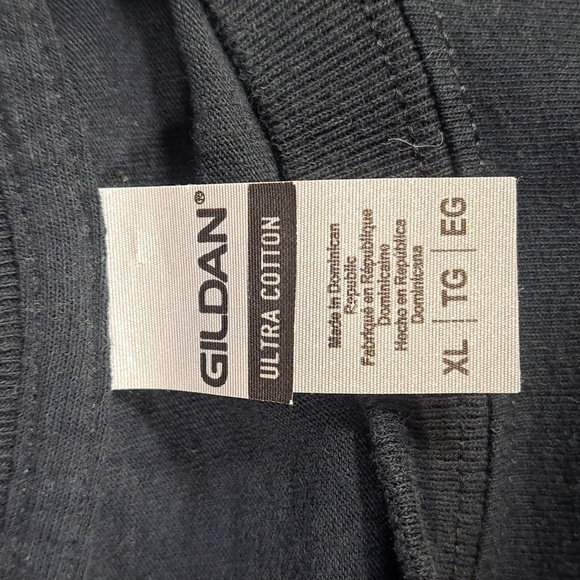 GILDAN®
ULTRA COTTON
Made in Dominican
Republic
Fabriqué en République
Dominicaine
Hecho en República
Dominicana
XL | TG | EG